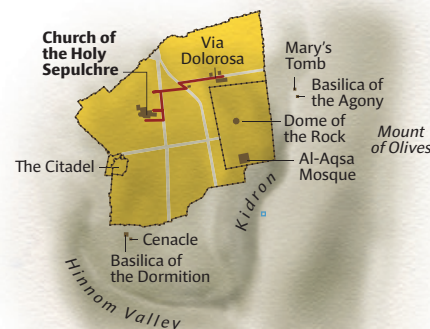 Church of
the Holy
Sepulchre
Via
Dolorosa
Mary's
Tomb
Basilica of
the Agony
Dome of
the Rock
Mount
of Olives
Al-Aqsa
Mosque
The Citadel
Kidron
Cenacle
Basilica of
the Dormition
Hinnom Valley